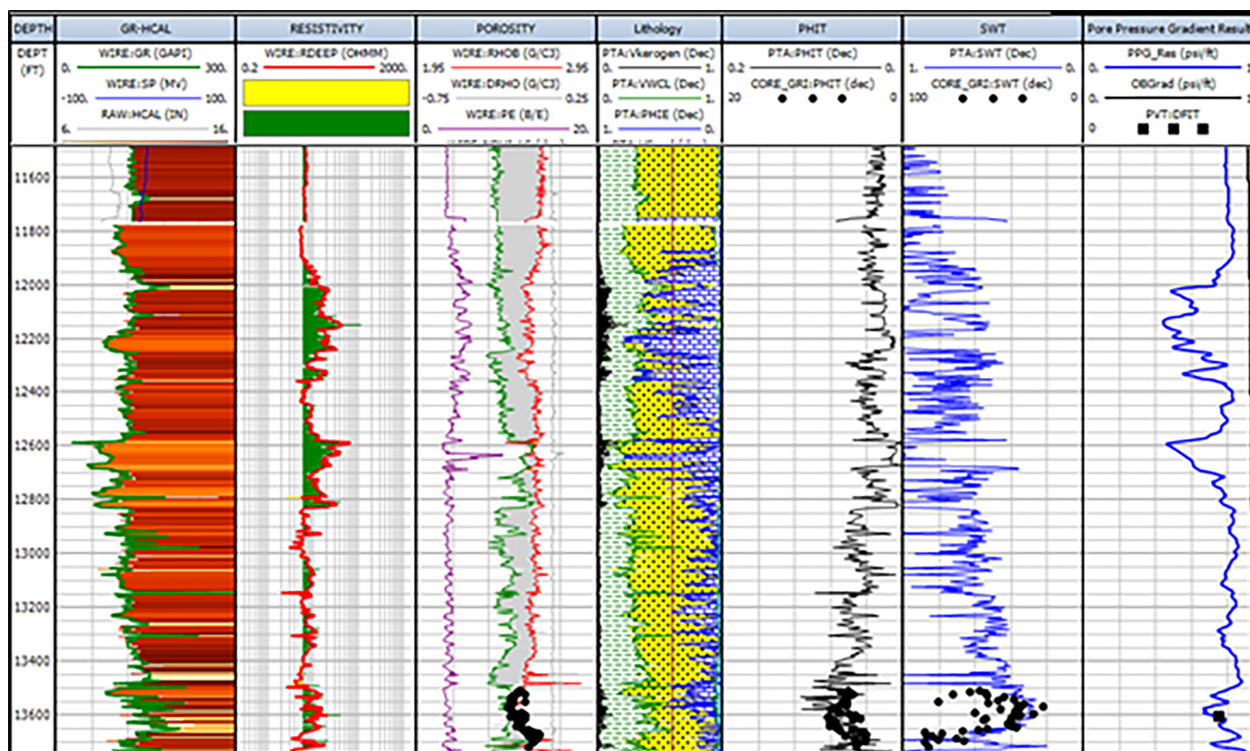 DEPTH GR-HCAL RESISTIVITY POROSITY Lithology PHIT SWT Pore Pressure Gradient Result
DEPT WIRE:GR (GAPI) WIRE:RDEEP (OHMM) WIRE:RHOB (G/C3) PTA:Vkerogen (Dec) PTA:PHIT (Dec) PTA:SWT (Dec) PPG_Res (psi/ft)
(FT) 0. 300. 0.2 2000. 1.95 2.95 0. 1. 0.2 0. 1. 0. 0. 1
WIRE:SP (MV) WIRE:DRHO (G/C3) PTA:VWCL (Dec) CORE_GRI:PHIT (dec) CORE_GRI:SWT (dec) OBGrad (psi/ft)
-100. 100. -0.75 0.25 0. 1. 20 0 100 0 0. 1
RAW:HCAL (IN) WIRE:PE (B/E) PTA:PHIE (Dec) PVT:DFIT
6. 16. 0. 20. 1. 0. 0
11600
11800
12000
12200
12400
12600
12800
13000
13200
13400
13600